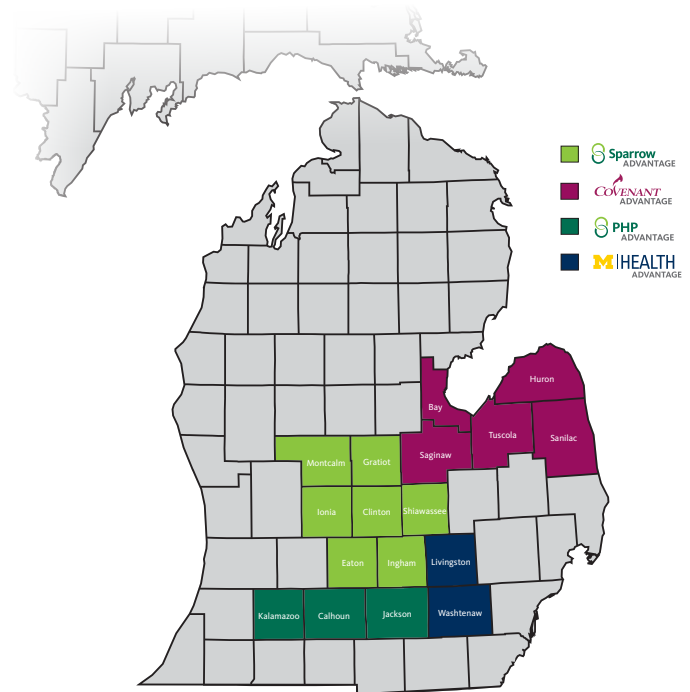 Sparrow
ADVANTAGE
COVENANT
ADVANTAGE
PHP
ADVANTAGE
M HEALTH
ADVANTAGE
Huron
Bay
Tuscola
Sanilac
Saginaw
Montcalm
Gratiot
Ionia
Clinton
Shiawassee
Eaton
Ingham
Livingston
Kalamazoo
Calhoun
Jackson
Washtenaw